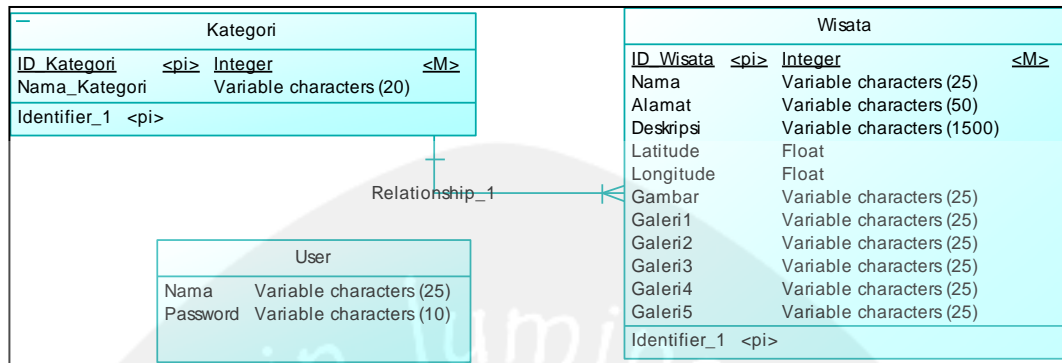 Kategori
ID_Kategori <pi> Integer <M>
Nama_Kategori Variable characters (20)
Identifier_1 <pi>
Relationship_1
Wisata
ID_Wisata <pi> Integer <M>
Nama Variable characters (25)
Alamat Variable characters (50)
Deskripsi Variable characters (1500)
Latitude Float
Longitude Float
Gambar Variable characters (25)
Galeri1 Variable characters (25)
Galeri2 Variable characters (25)
Galeri3 Variable characters (25)
Galeri4 Variable characters (25)
Galeri5 Variable characters (25)
Identifier_1 <pi>
User
Nama Variable characters (25)
Password Variable characters (10)
in lumin